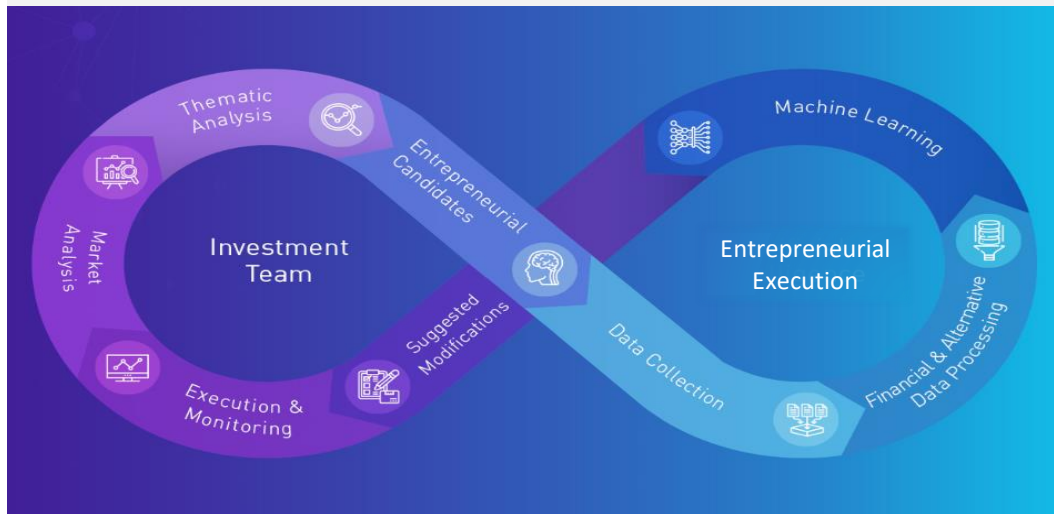 Thematic
Analysis
Entrepreneurial
Candidates
Machine Learning
Investment
Team
Entrepreneurial
Execution
Market
Analysis
Suggested
Modifications
Data Collection
Financial & Alternative
Data Processing
Execution &
Monitoring